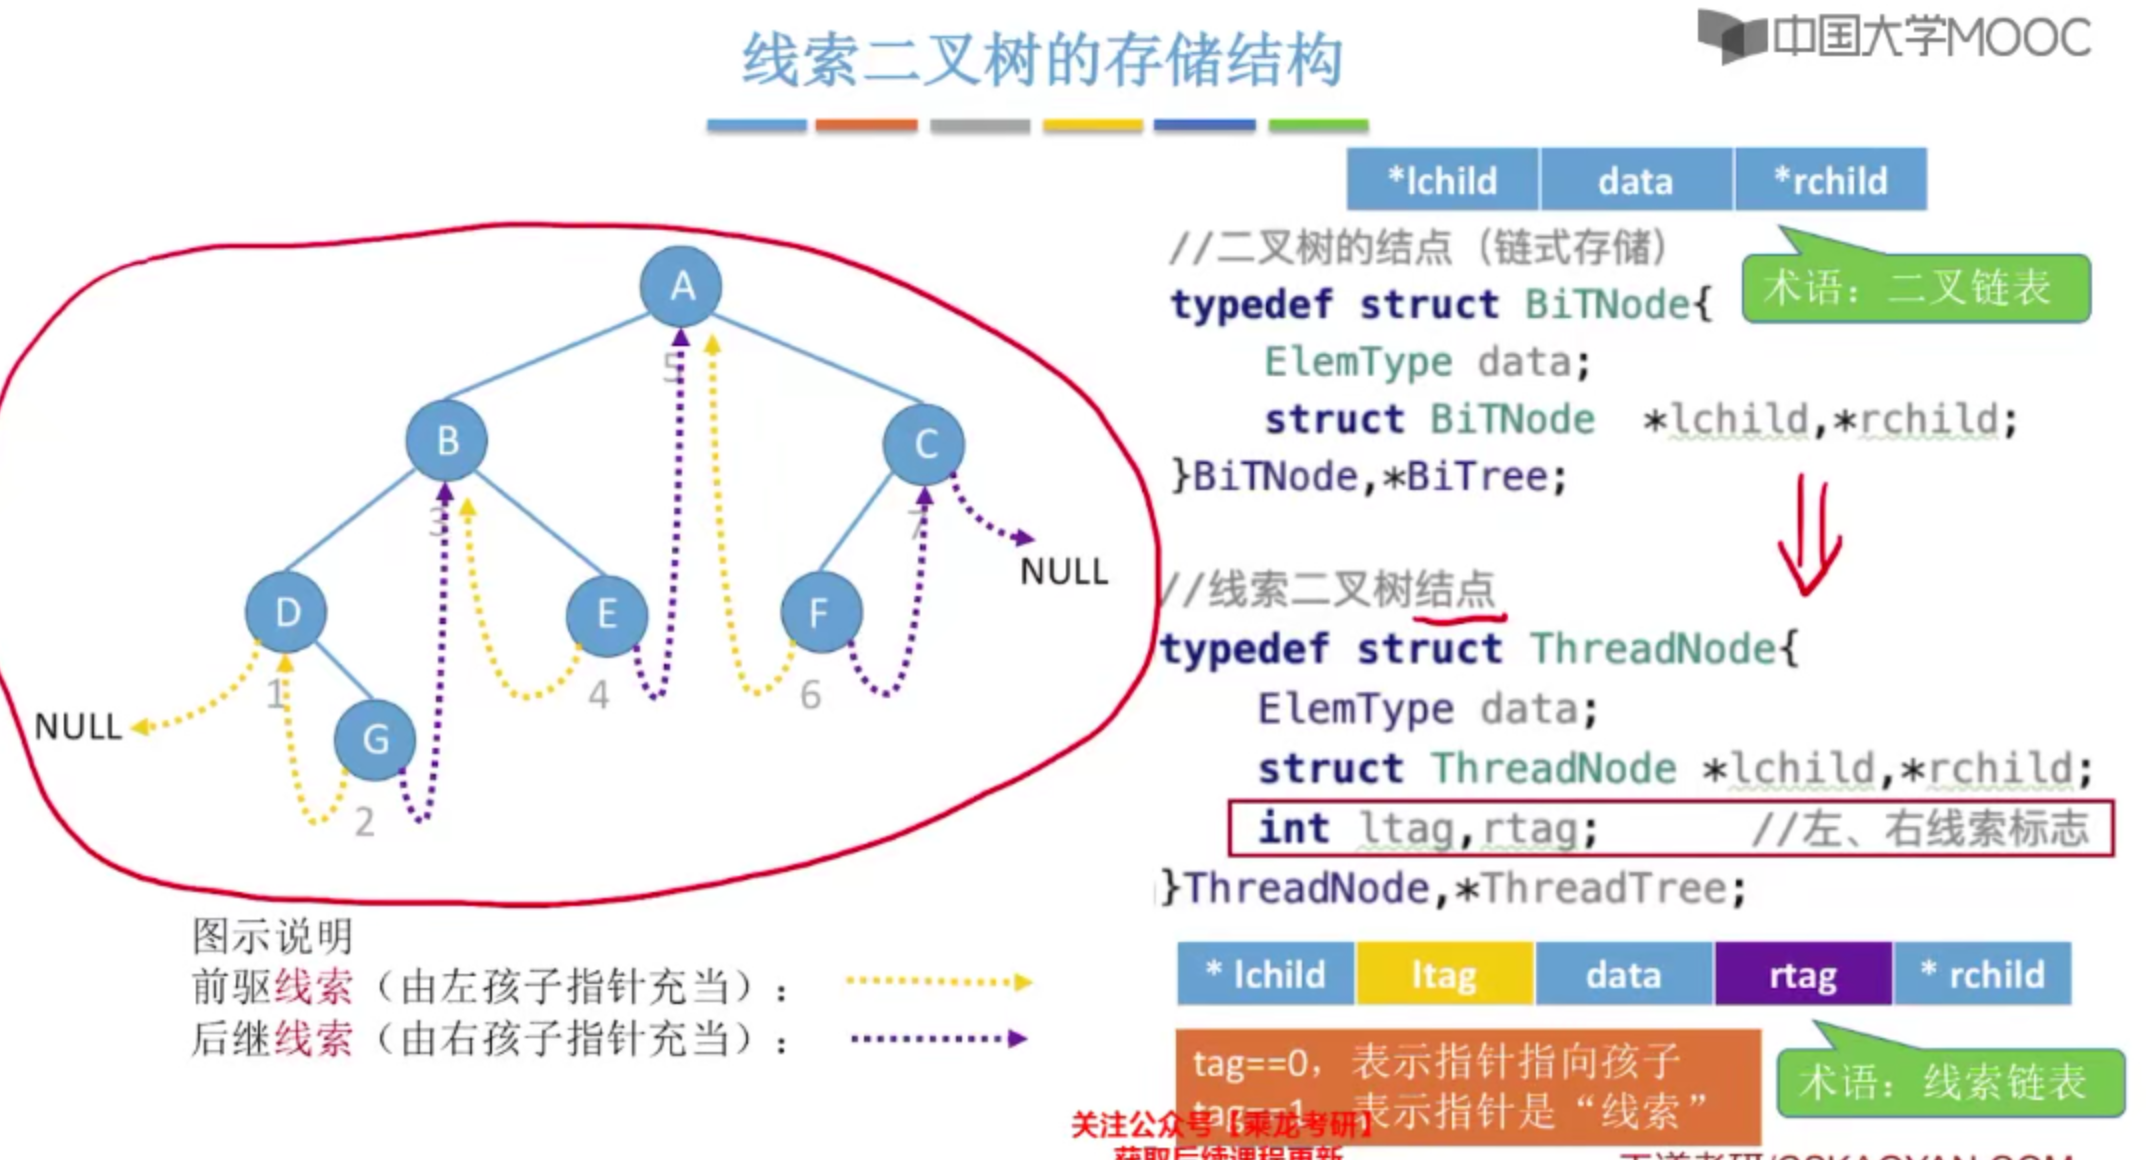 线索二叉树的存储结构
中国大学MOOC
*lchild data *rchild
//二叉树的结点（链式存储）
术语：二叉链表
typedef struct BiTNode{
ElemType data;
struct BiTNode *lchild,*rchild;
}BiTNode,*BiTree;
A
5
B
C
3
7
NULL
D
E
F
1
4
6
NULL
G
2
//线索二叉树结点
typedef struct ThreadNode{
ElemType data;
struct ThreadNode *lchild,*rchild;
int ltag,rtag; //左、右线索标志
}ThreadNode,*ThreadTree;
图示说明
前驱线索（由左孩子指针充当）：
后继线索（由右孩子指针充当）：
* lchild ltag data rtag * rchild
tag==0，表示指针指向孩子
tag==1，表示指针是“线索”
术语：线索链表
关注公众号【乘龙考研】
获取后续课程更新